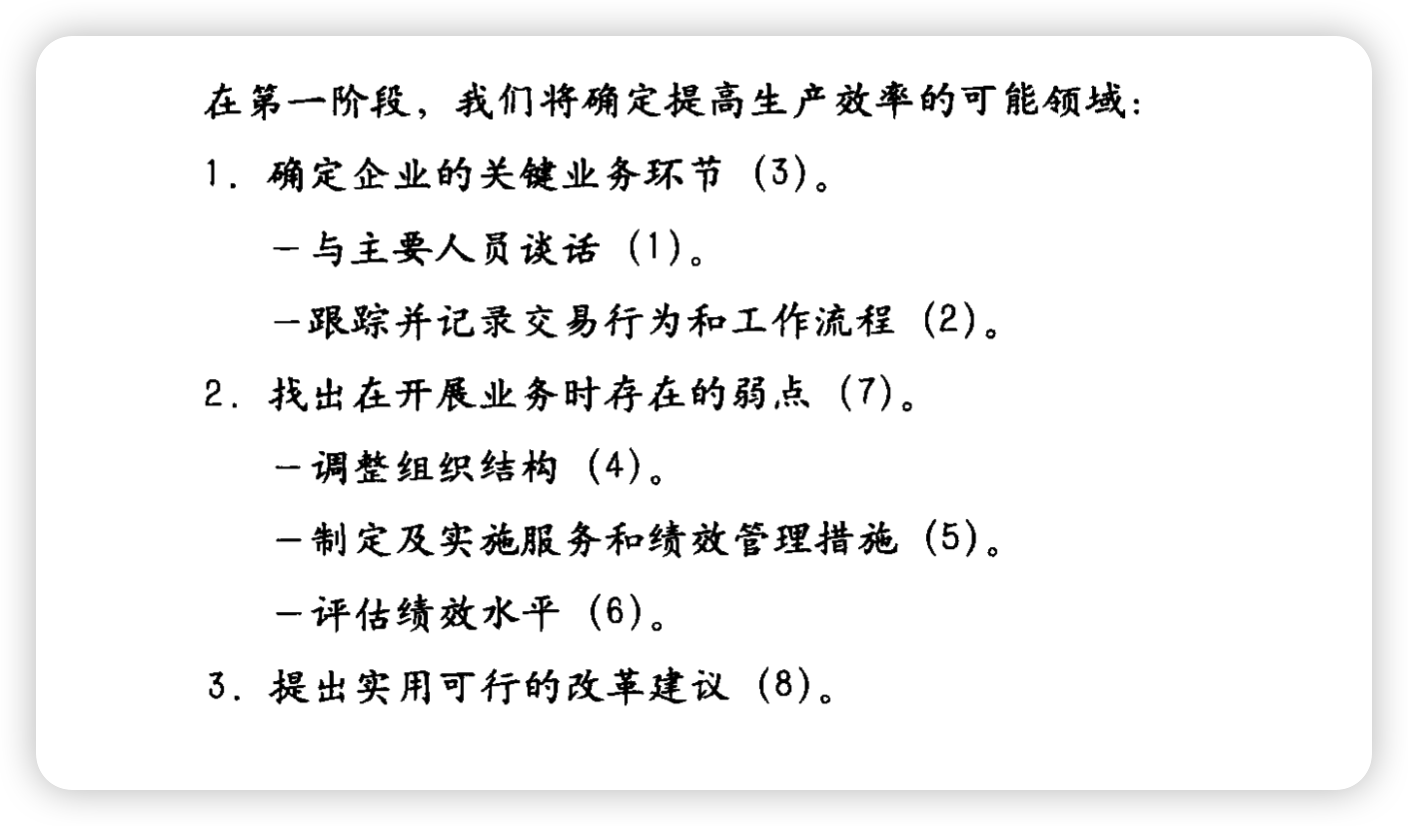 在第一阶段，我们将确定提高生产效率的可能领域：
1. 确定企业的关键业务环节（3）。
－与主要人员谈话（1）。
－跟踪并记录交易行为和工作流程（2）。
2. 找出在开展业务时存在的弱点（7）。
－调整组织结构（4）。
－制定及实施服务和绩效管理措施（5）。
－评估绩效水平（6）。
3. 提出实用可行的改革建议（8）。